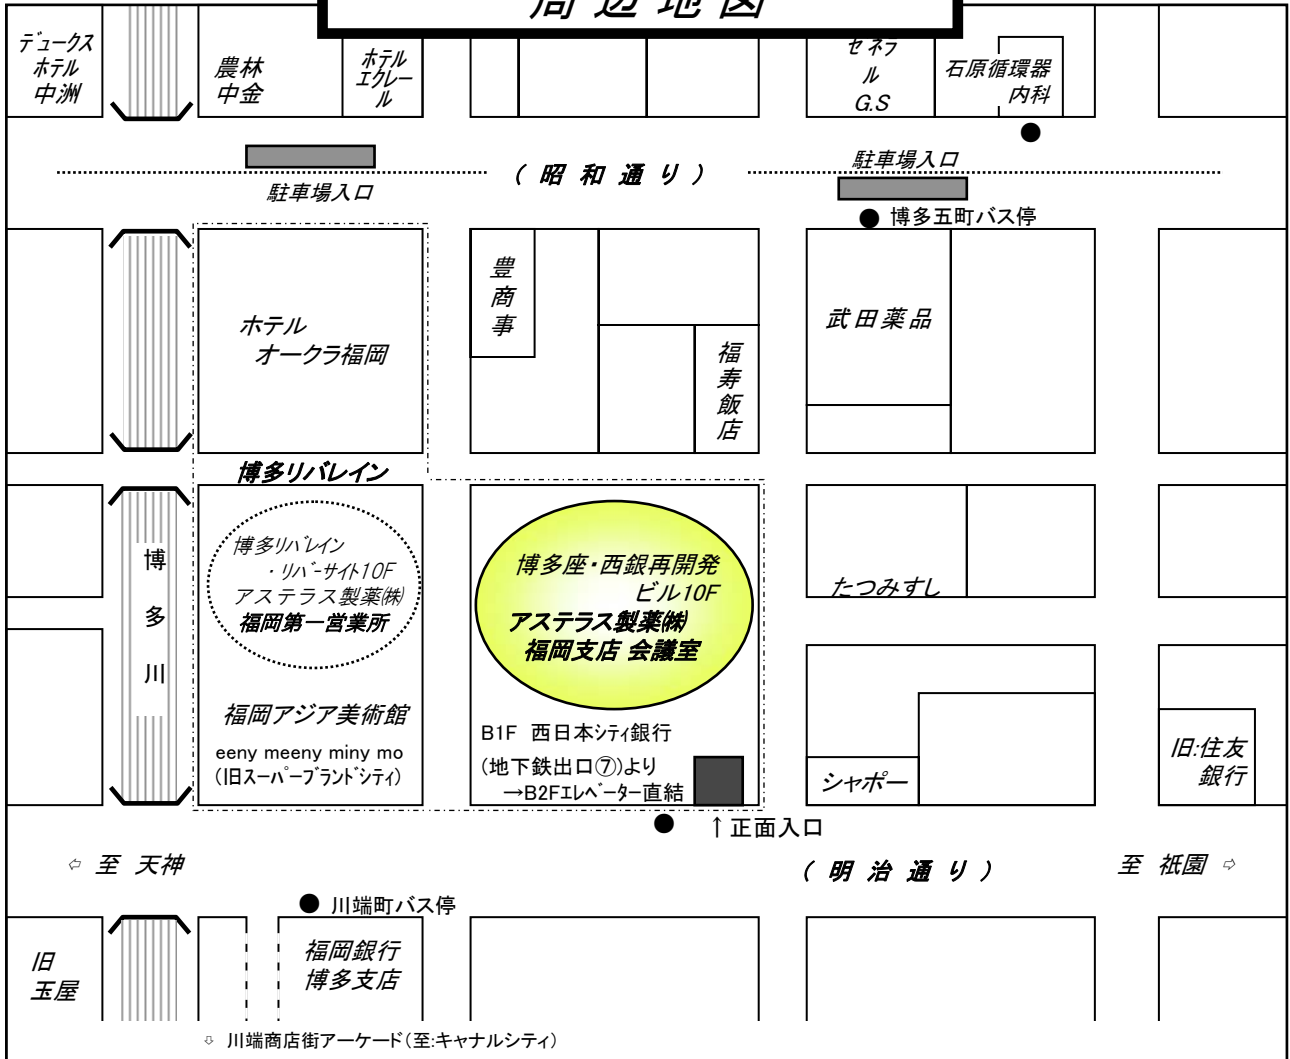 周辺地図
デュークス
ホテル
中洲
農林
中金
ホテル
エクレー
ル
セネラ
ル
G.S
石原循環器
内科
駐車場入口
(昭和通り)
駐車場入口
博多五町バス停
ホテル
オークラ福岡
豊商事
福寿飯店
武田薬品
博多リバレイン
博多川
博多リバレイン
・リバーサイト10F
アステラス製薬㈱
福岡第一営業所
福岡アジア美術館
eeny meeny miny mo
(旧スーパーブランドシティ)
博多座・西銀再開発
ビル10F
アステラス製薬㈱
福岡支店 会議室
B1F 西日本シティ銀行
(地下鉄出口⑦)より
→B2Fエレベーター直結
↑正面入口
たつみすし
シャポー
旧:住友
銀行
⇦ 至 天神
(明治通り)
至 祇園 ⇨
川端町バス停
福岡銀行
博多支店
旧
玉屋
⇩ 川端商店街アーケード(至:キャナルシティ)